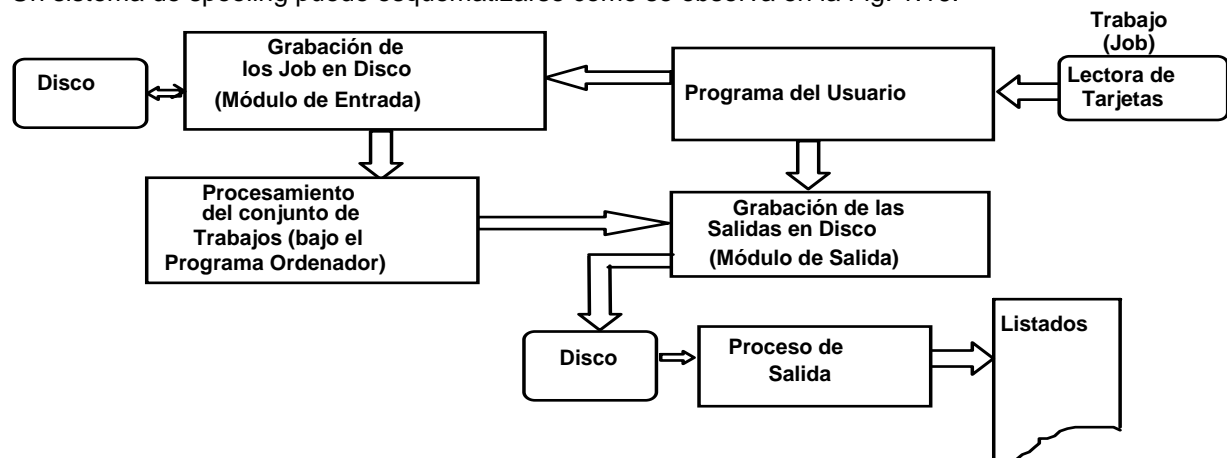 Un sistema de spooling puede esquematizarse como se observa en la Fig. 1.
Trabajo
(Job)
Lectora de
Tarjetas
Programa del Usuario
Grabación de
los Job en Disco
(Módulo de Entrada)
Disco
Procesamiento
del conjunto de
Trabajos (bajo el
Programa Ordenador)
Grabación de las
Salidas en Disco
(Módulo de Salida)
Disco
Proceso de
Salida
Listados